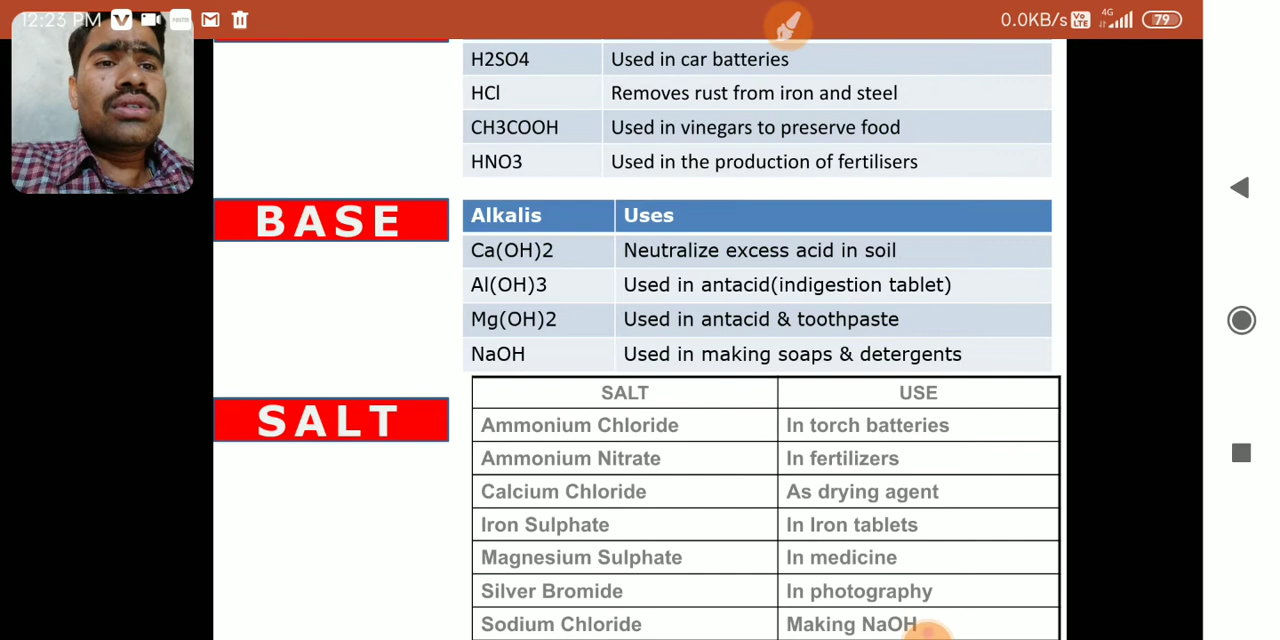 12:23 PM 0.0KB/s Vo LTE 4G 79
H2SO4 Used in car batteries
HCl Removes rust from iron and steel
CH3COOH Used in vinegars to preserve food
HNO3 Used in the production of fertilisers
BASE
Alkalis Uses
Ca(OH)2 Neutralize excess acid in soil
Al(OH)3 Used in antacid(indigestion tablet)
Mg(OH)2 Used in antacid & toothpaste
NaOH Used in making soaps & detergents
SALT
SALT USE
Ammonium Chloride In torch batteries
Ammonium Nitrate In fertilizers
Calcium Chloride As drying agent
Iron Sulphate In Iron tablets
Magnesium Sulphate In medicine
Silver Bromide In photography
Sodium Chloride Making NaOH